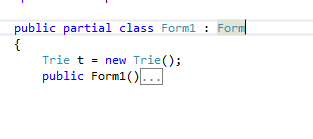 public partial class Form1 : Form
{
Trie t = new Trie();
public Form1()...